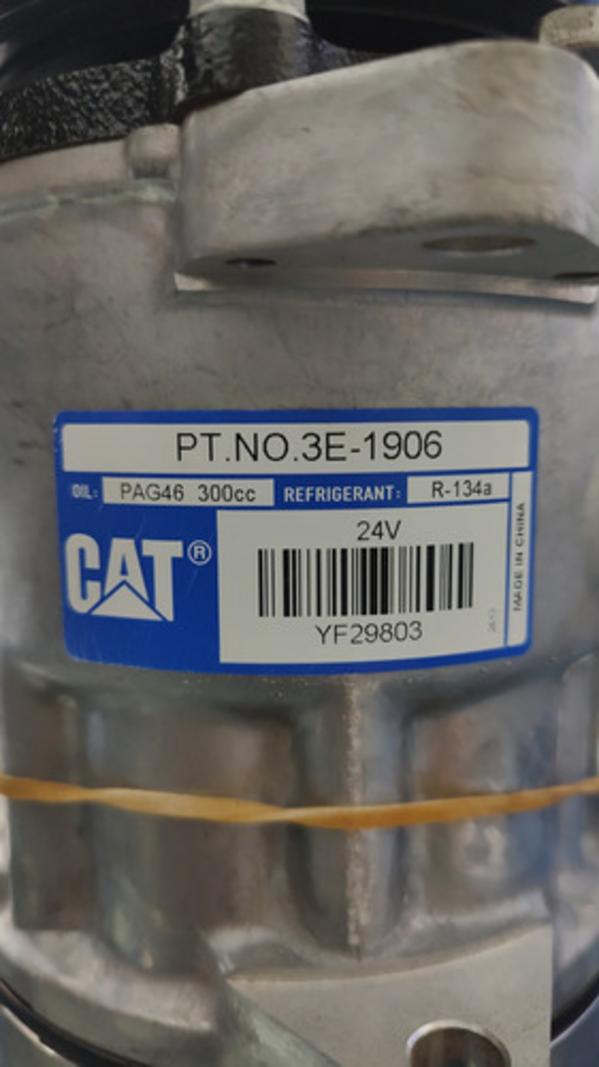 PT.NO.3E-1906
OIL: PAG46 300cc REFRIGERANT: R-134a
CAT®
24V
YF29803
MADE IN CHINA